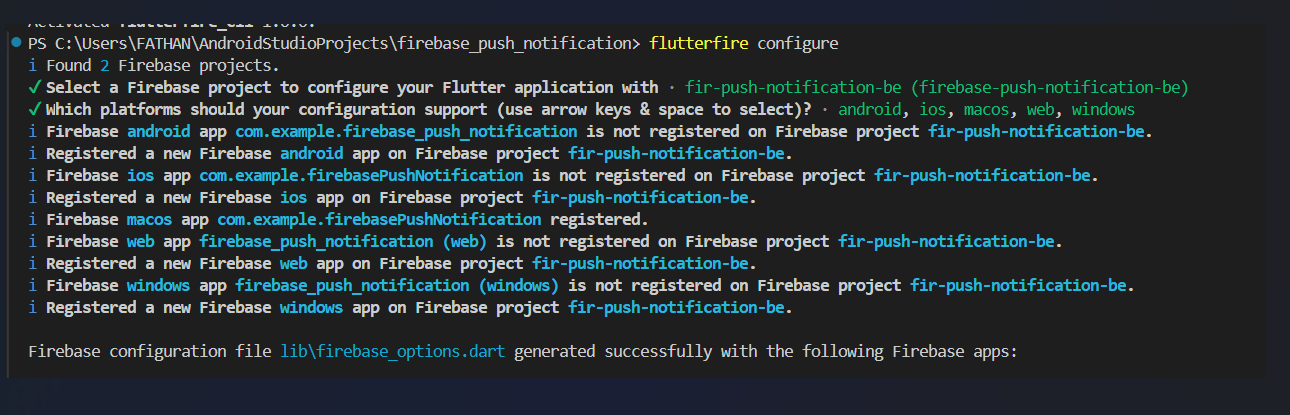 Activated flutterfire_cli 1.0.0.
PS C:\Users\FATHAN\AndroidStudioProjects\firebase_push_notification> flutterfire configure
i Found 2 Firebase projects.
✓ Select a Firebase project to configure your Flutter application with · fir-push-notification-be (firebase-push-notification-be)
✓ Which platforms should your configuration support (use arrow keys & space to select)? · android, ios, macos, web, windows
i Firebase android app com.example.firebase_push_notification is not registered on Firebase project fir-push-notification-be.
i Registered a new Firebase android app on Firebase project fir-push-notification-be.
i Firebase ios app com.example.firebasePushNotification is not registered on Firebase project fir-push-notification-be.
i Registered a new Firebase ios app on Firebase project fir-push-notification-be.
i Firebase macos app com.example.firebasePushNotification registered.
i Firebase web app firebase_push_notification (web) is not registered on Firebase project fir-push-notification-be.
i Registered a new Firebase web app on Firebase project fir-push-notification-be.
i Firebase windows app firebase_push_notification (windows) is not registered on Firebase project fir-push-notification-be.
i Registered a new Firebase windows app on Firebase project fir-push-notification-be.
Firebase configuration file lib\firebase_options.dart generated successfully with the following Firebase apps: